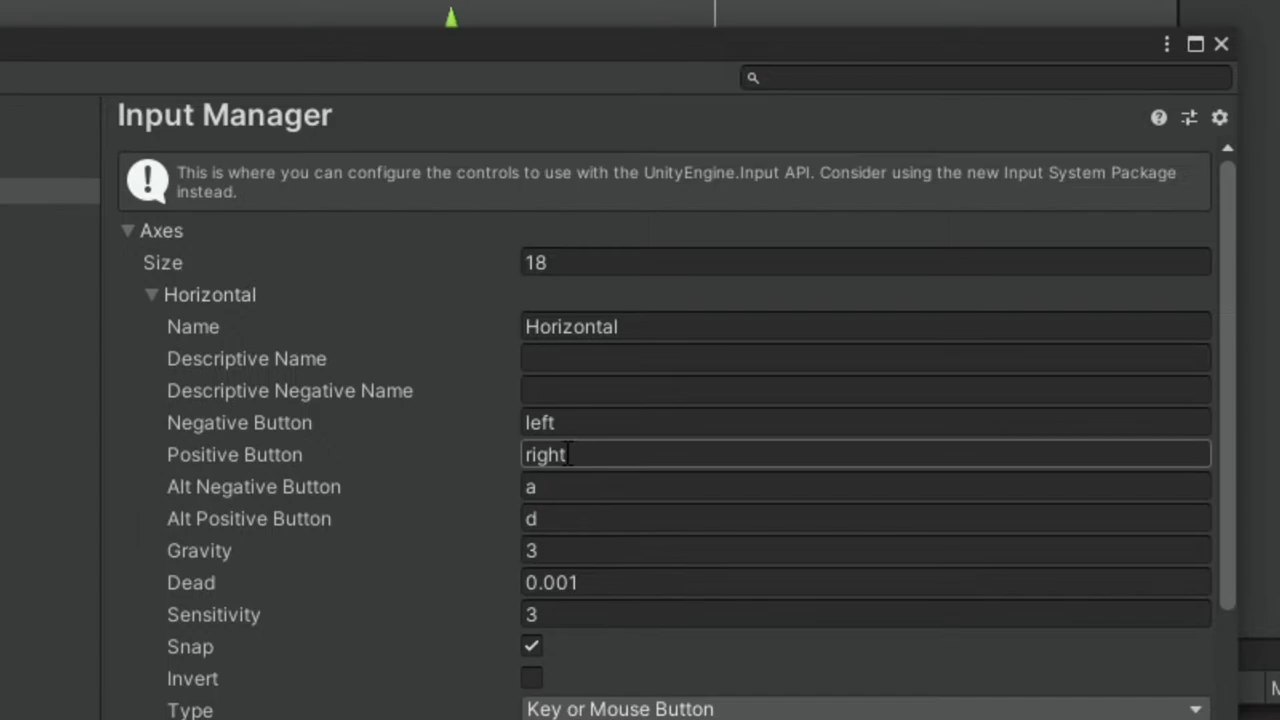 Input Manager
This is where you can configure the controls to use with the UnityEngine.Input API. Consider using the new Input System Package
instead.
Axes
Size 18
Horizontal
Name Horizontal
Descriptive Name
Descriptive Negative Name
Negative Button left
Positive Button right
Alt Negative Button a
Alt Positive Button d
Gravity 3
Dead 0.001
Sensitivity 3
Snap
Invert
Type Key or Mouse Button